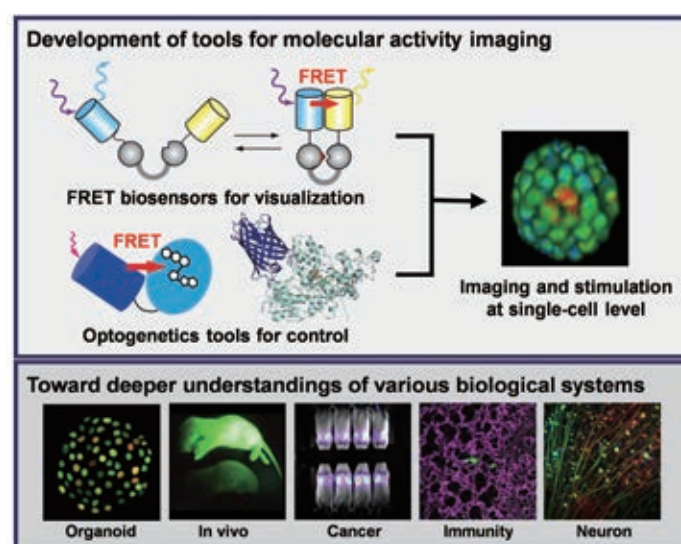 Development of tools for molecular activity imaging
FRET
FRET biosensors for visualization
FRET
Optogenetics tools for control
Imaging and stimulation
at single-cell level
Toward deeper understandings of various biological systems
Organoid
In vivo
Cancer
Immunity
Neuron